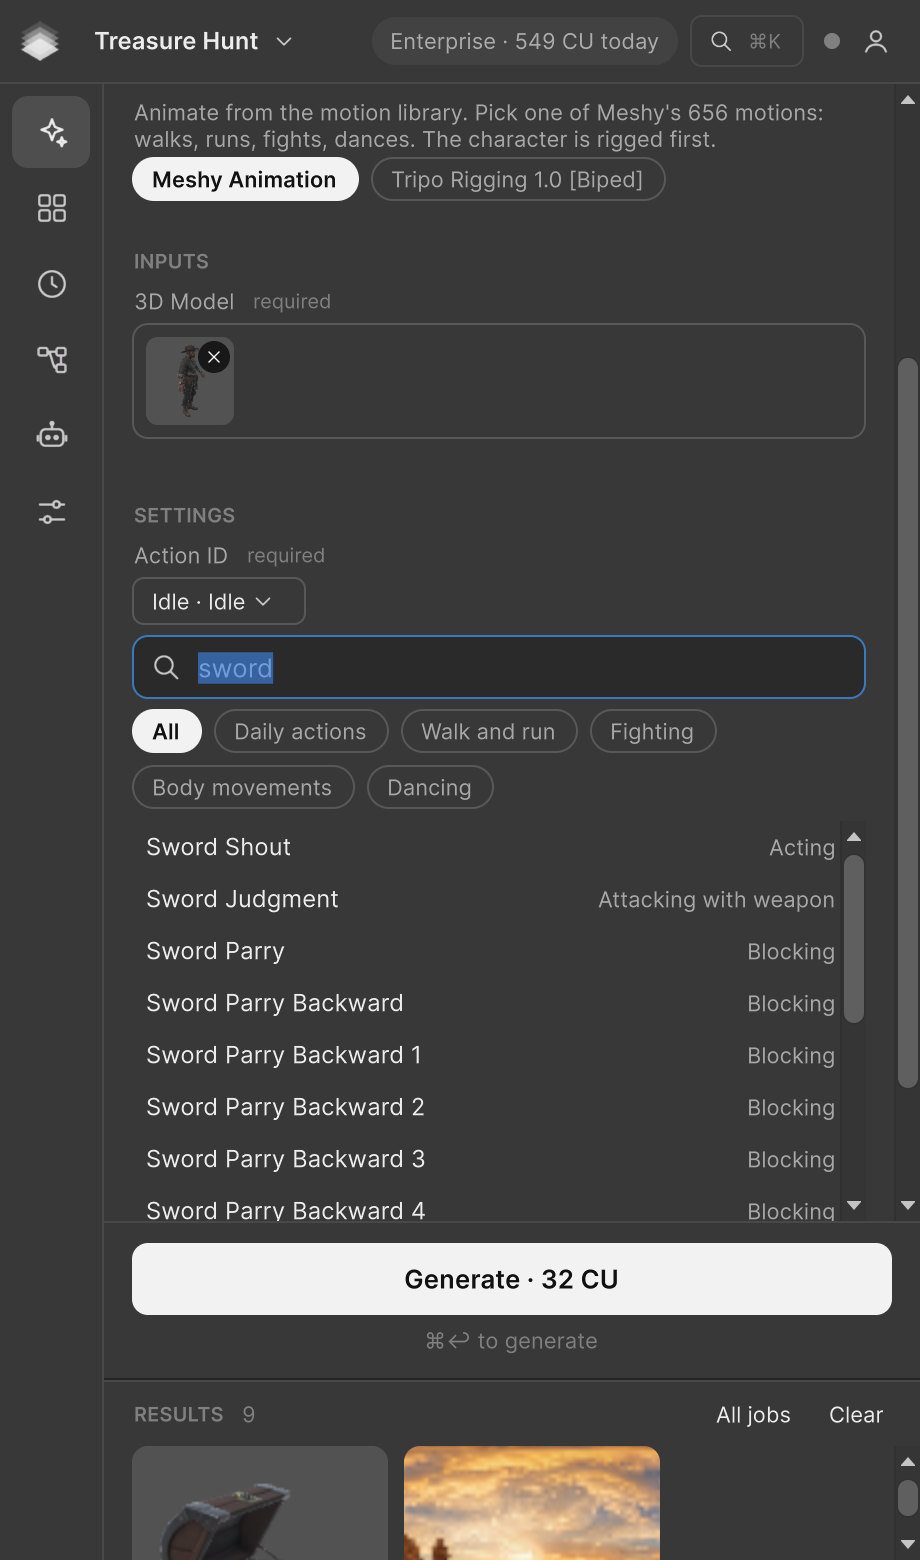 Treasure Hunt
Enterprise · 549 CU today
⌘K
Animate from the motion library. Pick one of Meshy's 656 motions:
walks, runs, fights, dances. The character is rigged first.
Meshy Animation
Tripo Rigging 1.0 [Biped]
INPUTS
3D Model required
SETTINGS
Action ID required
Idle · Idle
sword
All
Daily actions
Walk and run
Fighting
Body movements
Dancing
Sword Shout Acting
Sword Judgment Attacking with weapon
Sword Parry Blocking
Sword Parry Backward Blocking
Sword Parry Backward 1 Blocking
Sword Parry Backward 2 Blocking
Sword Parry Backward 3 Blocking
Sword Parry Backward 4 Blocking
Generate · 32 CU
⌘↩ to generate
RESULTS 9
All jobs
Clear